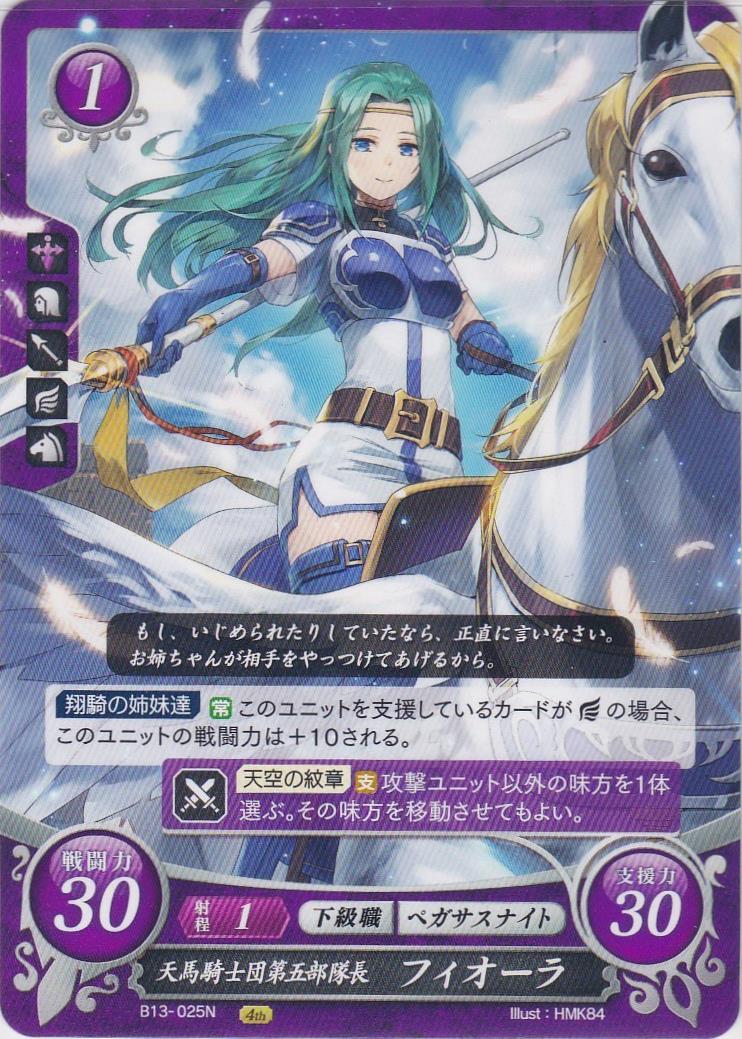 1
もし、いじめられたりしていたなら、正直に言いなさい。
お姉ちゃんが相手をやっつけてあげるから。
翔騎の姉妹達 常 このユニットを支援しているカードが の場合、
このユニットの戦闘力は+10される。
天空の紋章 支 攻撃ユニット以外の味方を1体
選ぶ。その味方を移動させてもよい。
戦闘力
30
射程 1
下級職 ペガサスナイト
支援力
30
天馬騎士団第五部隊長 フィオーラ
B13-025N 4th Illust : HMK84